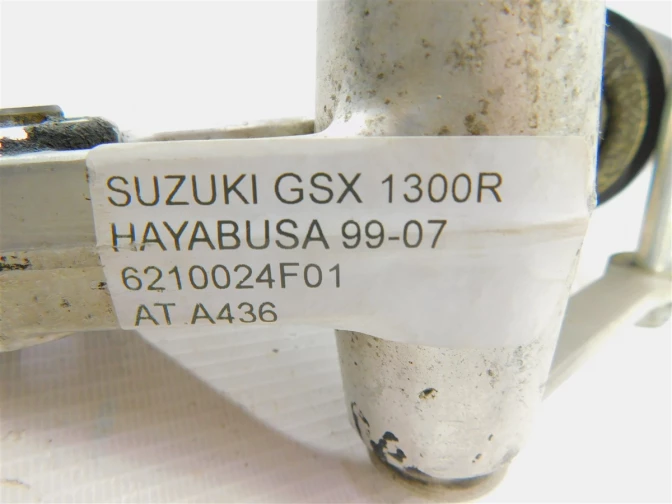 SUZUKI GSX 1300R
HAYABUSA 99-07
6210024F01
AT A436